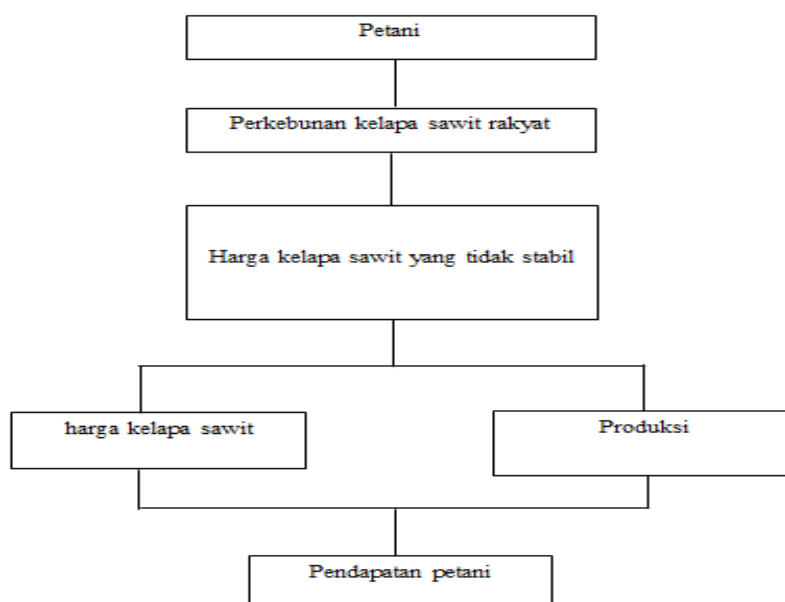 Petani
Perkebunan kelapa sawit rakyat
Harga kelapa sawit yang tidak stabil
harga kelapa sawit
Produksi
Pendapatan petani